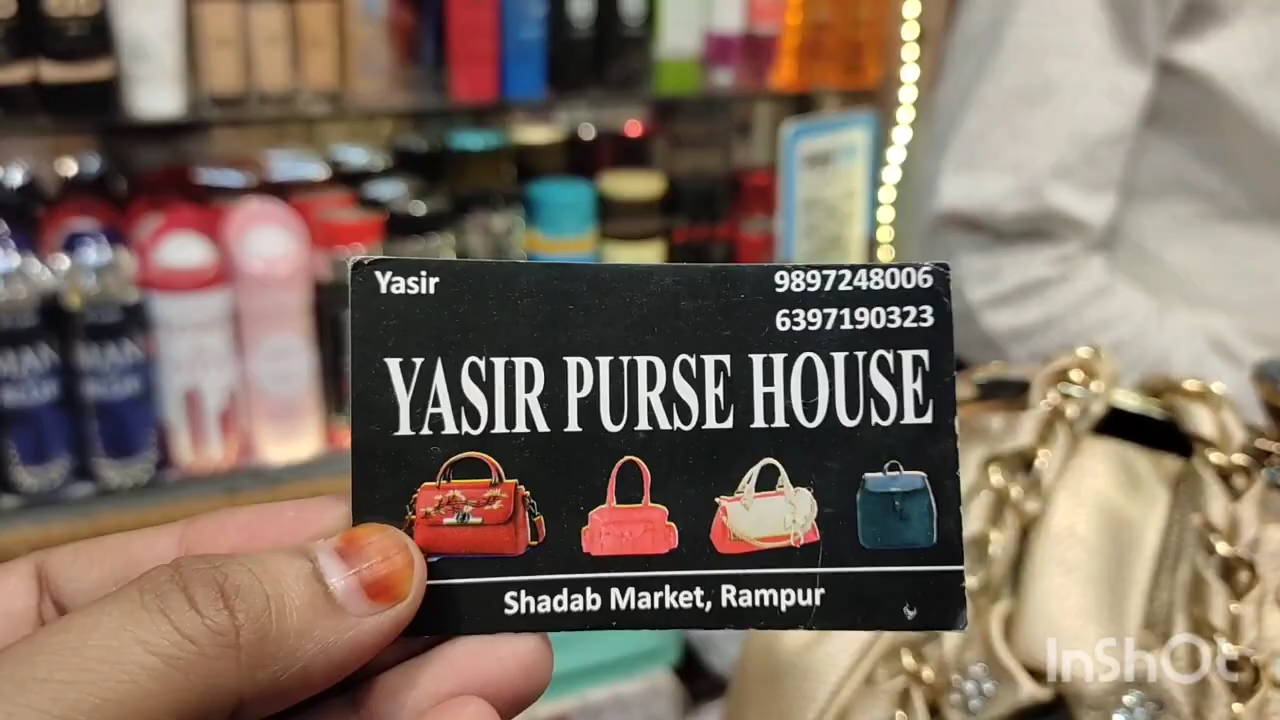 Yasir
9897248006
6397190323
YASIR PURSE HOUSE
Shadab Market, Rampur
InShOt